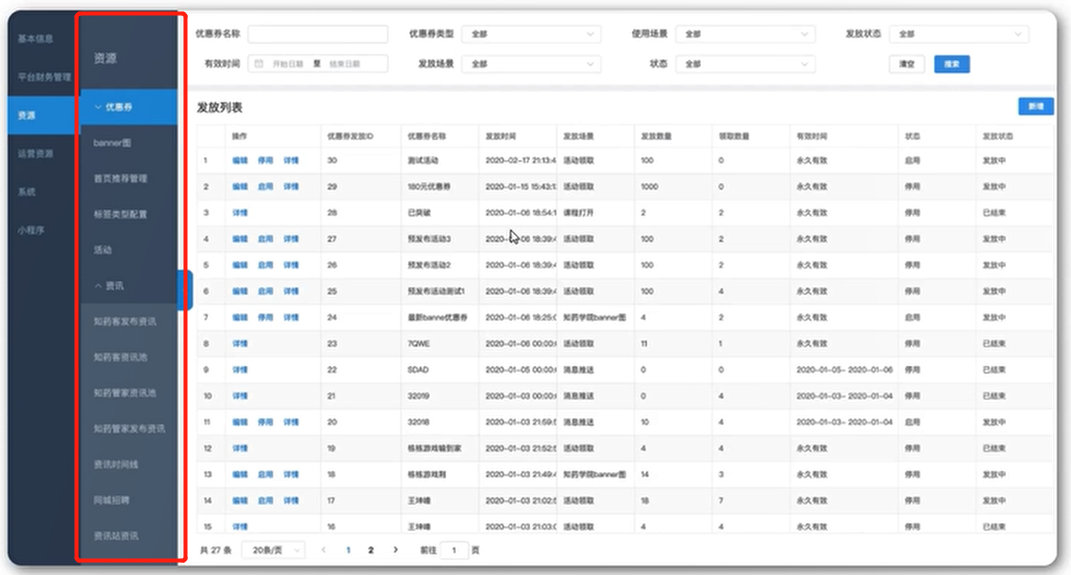 基本信息
平台财务管理
资源
运营资源
系统
小程序
资源
优惠券
banner图
首页推荐管理
标签类型配置
活动
资讯
知药客发布资讯
知药客资讯池
知药管家资讯池
知药管家发布资讯
资讯时间线
同城招聘
资讯站资讯
优惠券名称 优惠券类型 全部 使用场景 全部 发放状态 全部
有效时间 开始日期 至 结束日期 发放场景 全部 状态 全部 清空 搜索
发放列表 新增
操作 优惠券发放ID 优惠券名称 发放时间 发放场景 发放数量 领取数量 有效时间 状态 发放状态
1 编辑 停用 详情 30 测试活动 2020-02-17 21:13:4 活动领取 100 0 永久有效 启用 发放中
2 编辑 启用 详情 29 180元优惠券 2020-01-15 15:43:1 活动领取 1000 0 永久有效 停用 发放中
3 详情 28 已突破 2020-01-06 18:54:1 课程打开 2 2 永久有效 停用 已结束
4 编辑 启用 详情 27 预发布活动3 2020-01-06 18:39:4 活动领取 100 2 永久有效 停用 发放中
5 编辑 启用 详情 26 预发布活动2 2020-01-06 18:39:4 活动领取 100 2 永久有效 停用 发放中
6 编辑 启用 详情 25 预发布活动测试1 2020-01-06 18:39:4 活动领取 100 4 永久有效 停用 发放中
7 编辑 停用 详情 24 最新banne优惠券 2020-01-06 18:25:0 知药学院banner图 4 2 永久有效 启用 发放中
8 详情 23 7QWE 2020-01-06 00:00: 活动领取 11 1 永久有效 停用 已结束
9 详情 22 SDAD 2020-01-05 00:00: 消息推送 0 0 2020-01-05- 2020-01-06 停用 已结束
10 详情 21 32019 2020-01-03 00:00: 消息推送 0 4 2020-01-03- 2020-01-04 停用 已结束
11 编辑 停用 详情 20 32018 2020-01-03 21:59:5 消息推送 10 4 2020-01-03- 2020-01-04 启用 发放中
12 详情 19 格格游戏输到家 2020-01-03 21:52:5 活动领取 4 4 永久有效 停用 已结束
13 编辑 启用 详情 18 格格游戏 2020-01-03 21:49:4 知药学院banner图 14 3 永久有效 停用 发放中
14 编辑 启用 详情 17 王坤峰 2020-01-03 21:02:5 活动领取 18 7 永久有效 停用 发放中
15 详情 16 王坤峰 2020-01-03 21:03:0 活动领取 4 4 永久有效 停用 已结束
共 27 条 20条/页 1 2 前往 1 页